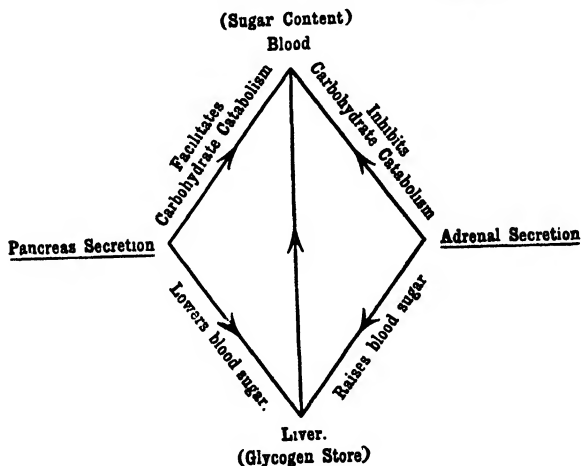 (Sugar Content)
Blood
Facilitates
Carbohydrate Catabolism
Inhibits
Carbohydrate Catabolism
Pancreas Secretion
Adrenal Secretion
Lowers blood sugar.
Raises blood sugar
Liver.
(Glycogen Store)